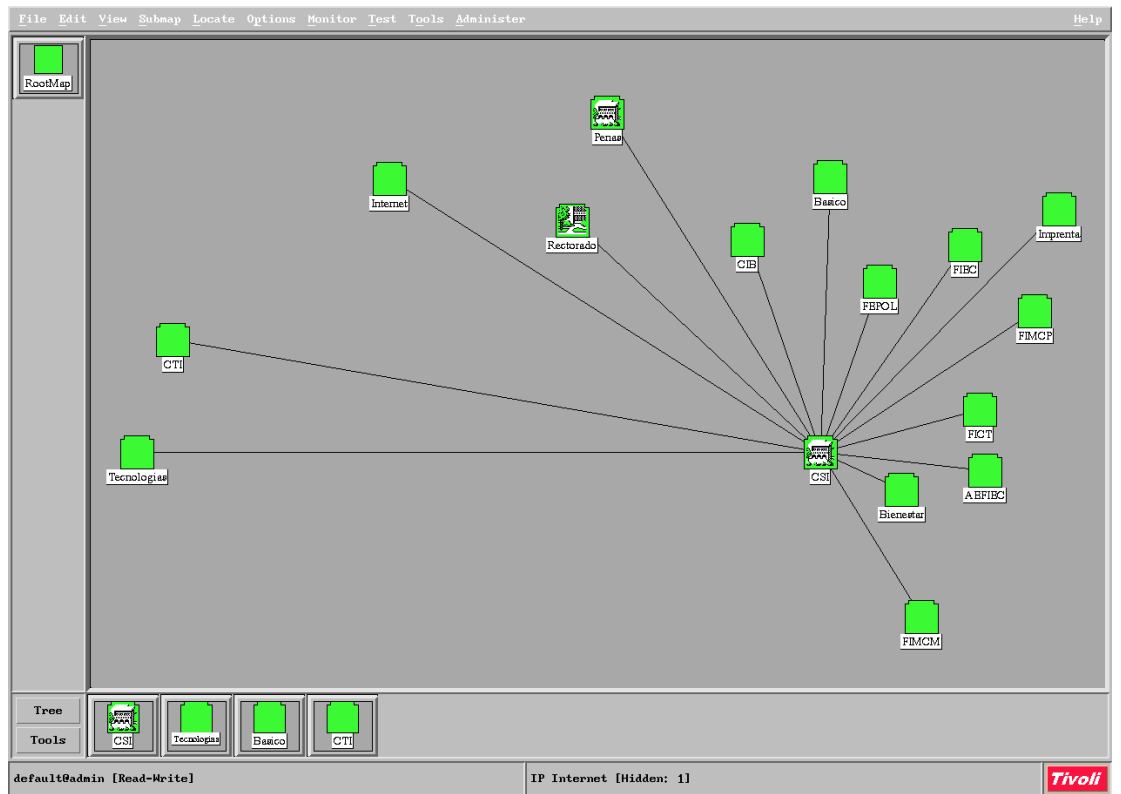 File Edit View Submap Locate Options Monitor Test Tools Administer Help
RootMap
Penas
Internet
Basico
Rectorado
Imprenta
CIB
FIEC
FEPOL
FIMCP
CTI
FICT
Tecnologias
CSI
AEFIEC
Bienestar
FIMCM
Tree
Tools
CSI
Tecnologias
Basico
CTI
default@admin [Read-Write]
IP Internet [Hidden: 1]
Tivoli